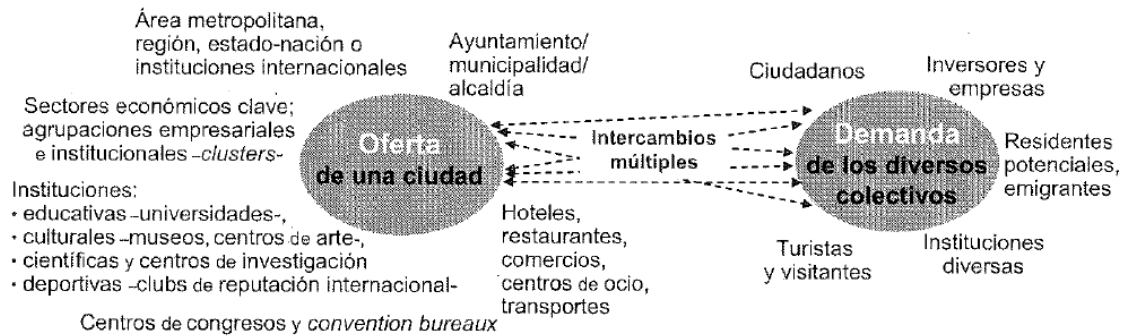 Área metropolitana,
región, estado-nación o
instituciones internacionales
Ayuntamiento/
municipalidad/
alcaldía
Sectores económicos clave;
agrupaciones empresariales
e institucionales –clusters-
Oferta
de una ciudad
Instituciones:
• educativas –universidades-,
• culturales –museos, centros de arte-,
• científicas y centros de investigación
• deportivas –clubs de reputación internacional-
Centros de congresos y convention bureaux
Hoteles,
restaurantes,
comercios,
centros de ocio,
transportes
Intercambios
múltiples
Ciudadanos
Inversores y
empresas
Demanda
de los diversos
colectivos
Residentes
potenciales,
emigrantes
Turistas
y visitantes
Instituciones
diversas